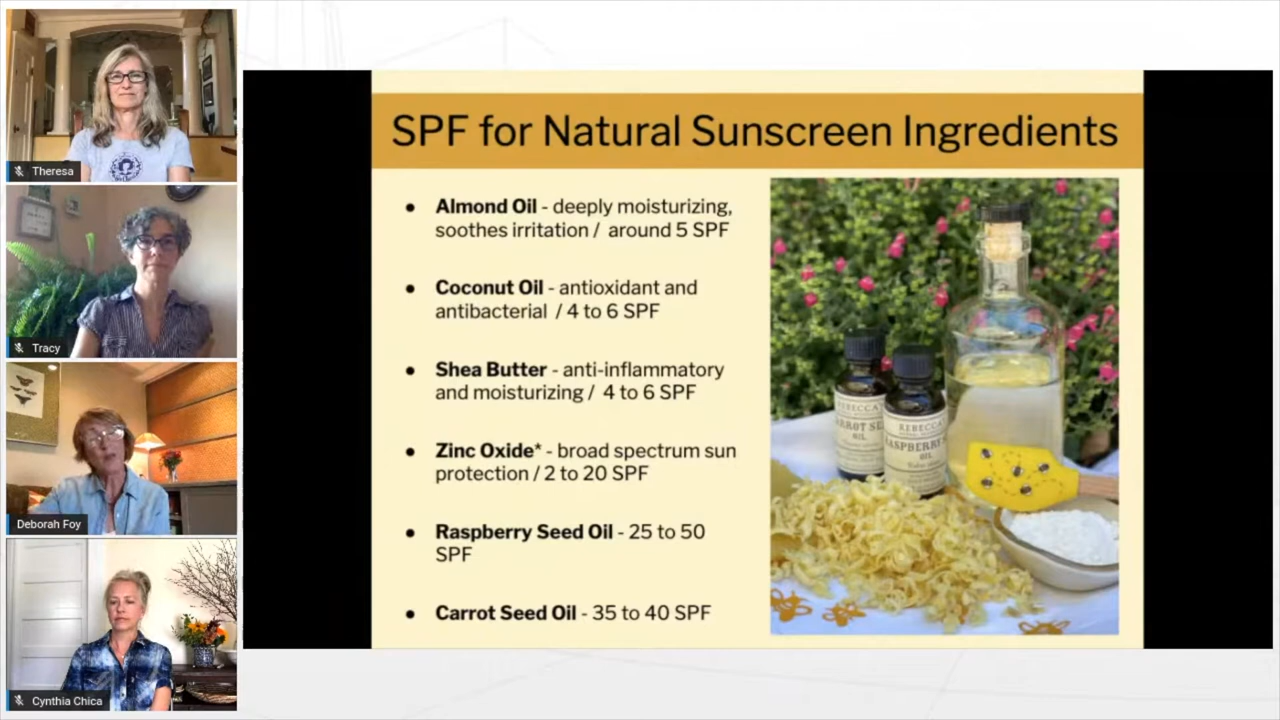 Theresa
Tracy
Deborah Foy
Cynthia Chica
SPF for Natural Sunscreen Ingredients
● Almond Oil - deeply moisturizing,
soothes irritation / around 5 SPF
● Coconut Oil - antioxidant and
antibacterial / 4 to 6 SPF
● Shea Butter - anti-inflammatory
and moisturizing / 4 to 6 SPF
● Zinc Oxide* - broad spectrum sun
protection / 2 to 20 SPF
● Raspberry Seed Oil - 25 to 50
SPF
● Carrot Seed Oil - 35 to 40 SPF
REBECCA
OIL
REBECCA
RASPBERRY
OIL